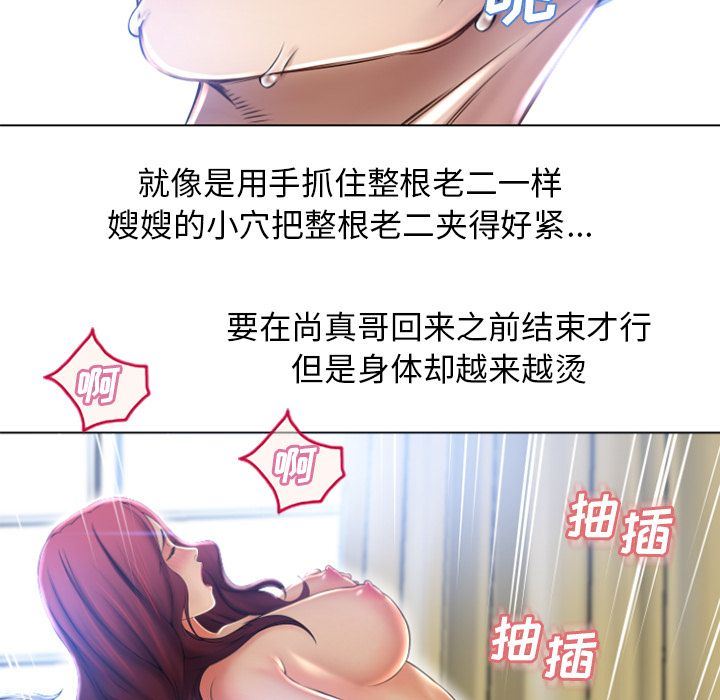 呢
就像是用手抓住整根老二一样
嫂嫂的小穴把整根老二夹得好紧...
要在尚真哥回来之前结束才行
但是身体却越来越烫
啊
啊
抽插
抽插